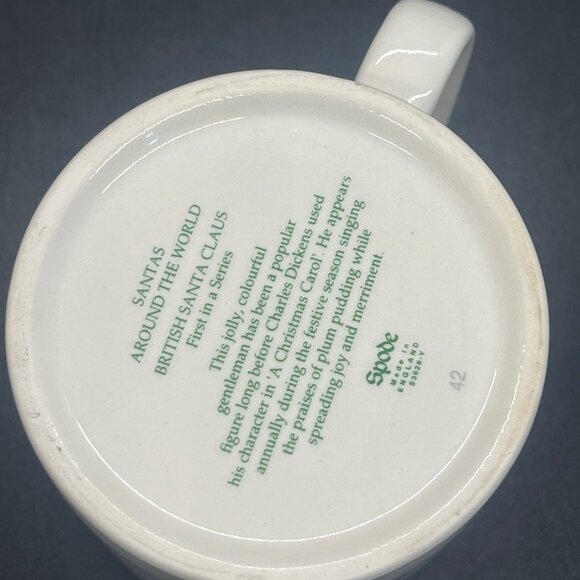 SANTAS
AROUND THE WORLD
BRITISH SANTA CLAUS
First in a Series
This jolly, colourful
gentleman has been a popular
figure long before Charles Dickens used
his character in 'A Christmas Carol'. He appears
annually during the festive season singing
the praises of plum pudding while
spreading joy and merriment.
Spode
Made in
ENGLAND
S3628-V
42